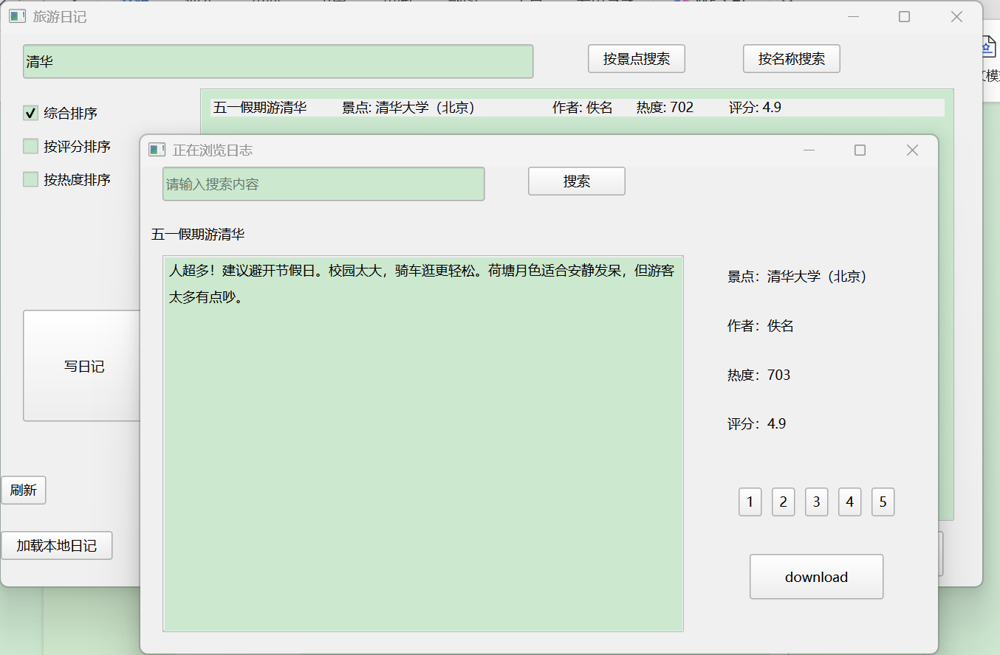 旅游日记
清华
按景点搜索
按名称搜索
综合排序
按评分排序
按热度排序
五一假期游清华 景点: 清华大学（北京） 作者: 佚名 热度: 702 评分: 4.9
正在浏览日志
请输入搜索内容
搜索
五一假期游清华
人超多！建议避开节假日。校园太大，骑车逛更轻松。荷塘月色适合安静发呆，但游客
太多有点吵。
景点：清华大学（北京）
作者：佚名
热度：703
评分：4.9
1 2 3 4 5
download
写日记
刷新
加载本地日记